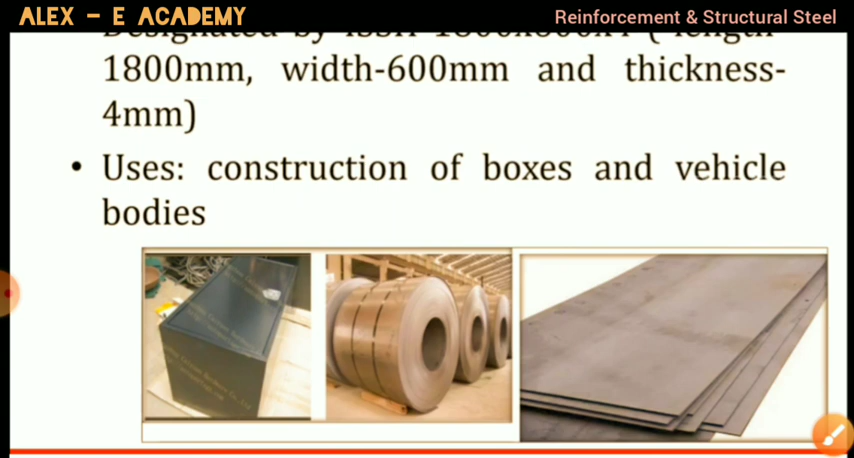 ALEX – E ACADEMY
Reinforcement & Structural Steel
1800mm, width-600mm and thickness-
4mm)
• Uses: construction of boxes and vehicle
bodies